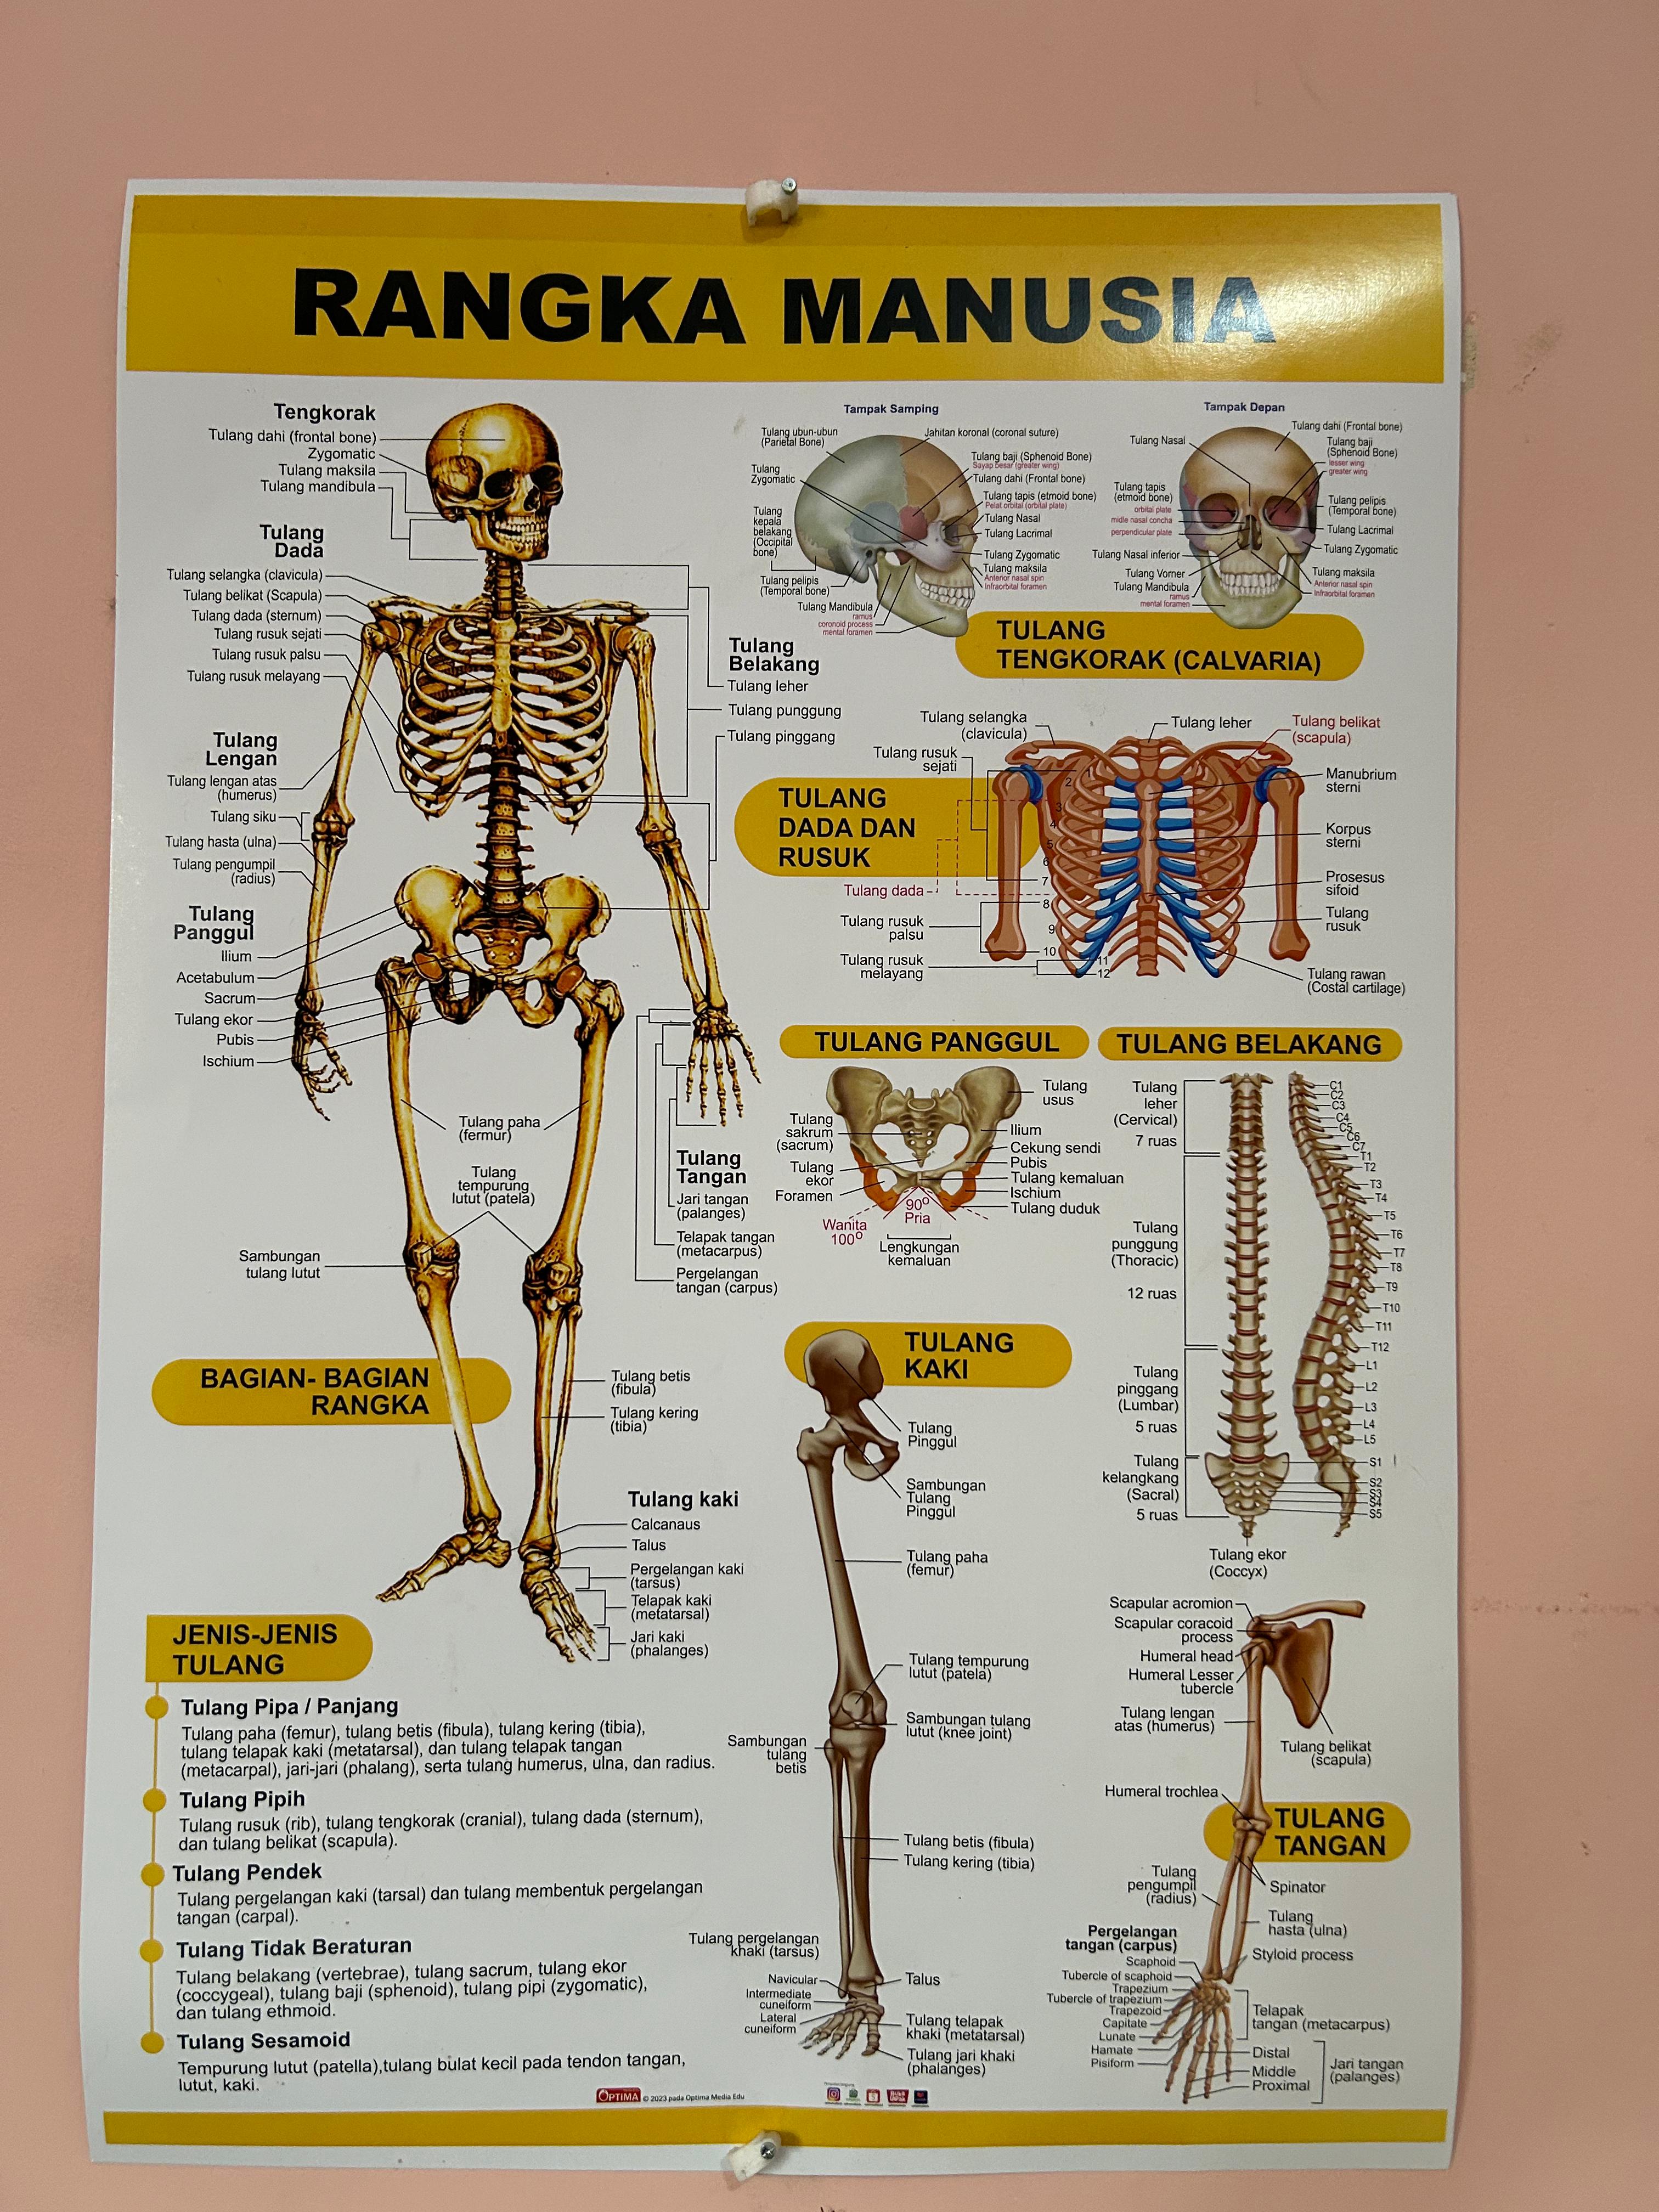 RANGKA MANUSIA
Tengkorak
Tulang dahi (frontal bone)
Zygomatic
Tulang maksila
Tulang mandibula
Tulang
Dada
Tulang selangka (clavicula)
Tulang belikat (Scapula)
Tulang dada (sternum)
Tulang rusuk sejati
Tulang rusuk palsu
Tulang rusuk melayang
Tulang
Lengan
Tulang lengan atas
(humerus)
Tulang siku
Tulang hasta (ulna)
Tulang pengumpil
(radius)
Tulang
Panggul
Ilium
Acetabulum
Sacrum
Tulang ekor
Pubis
Ischium
Tulang
Belakang
Tulang leher
Tulang punggung
Tulang pinggang
Tulang paha
(fermur)
Tulang
tempurung
lutut (patela)
Sambungan
tulang lutut
Tulang
Tangan
Jari tangan
(palanges)
Telapak tangan
(metacarpus)
Pergelangan
tangan (carpus)
BAGIAN- BAGIAN
RANGKA
Tulang betis
(fibula)
Tulang kering
(tibia)
Tulang kaki
Calcanaus
Talus
Pergelangan kaki
(tarsus)
Telapak kaki
(metatarsal)
Jari kaki
(phalanges)
Tampak Samping
Tulang ubun-ubun
(Parietal Bone)
Jahitan koronal (coronal suture)
Tulang
Zygomatic
Tulang baji (Sphenoid Bone)
Sayap besar (greater wing)
Tulang dahi (Frontal bone)
Tulang tapis (etmoid bone)
Pelat orbital (orbital plate)
Tulang Nasal
Tulang Lacrimal
Tulang
kepala
belakang
(Occipital
bone)
Tulang Zygomatic
Tulang maksila
Anterior nasal spin
Infraorbital foramen
Tulang pelipis
(Temporal bone)
Tulang Mandibula
ramus
coronoid process
mental foramen
Tampak Depan
Tulang dahi (Frontal bone)
Tulang Nasal
Tulang baji
(Sphenoid Bone)
lesser wing
greater wing
Tulang tapis
(etmoid bone)
orbital plate
midle nasal concha
perpendicular plate
Tulang pelipis
(Temporal bone)
Tulang Lacrimal
Tulang Zygomatic
Tulang Nasal inferior
Tulang Vomer
Tulang Mandibula
ramus
mental foramen
Tulang maksila
Anterior nasal spin
Infraorbital foramen
TULANG
TENGKORAK (CALVARIA)
Tulang selangka
(clavicula)
Tulang leher
Tulang belikat
(scapula)
Tulang rusuk
sejati
Manubrium
sterni
TULANG
DADA DAN
RUSUK
Korpus
sterni
Tulang dada
Prosesus
sifoid
Tulang rusuk
palsu
Tulang
rusuk
Tulang rusuk
melayang
Tulang rawan
(Costal cartilage)
1
2
3
4
5
6
7
8
9
10
11
12
TULANG PANGGUL
Tulang
usus
Tulang
sakrum
(sacrum)
Ilium
Cekung sendi
Pubis
Tulang
ekor
Tulang kemaluan
Foramen
Ischium
Tulang duduk
90º
Pria
Wanita
100º
Lengkungan
kemaluan
TULANG BELAKANG
Tulang
leher
(Cervical)
7 ruas
Tulang
punggung
(Thoracic)
12 ruas
Tulang
pinggang
(Lumbar)
5 ruas
Tulang
kelangkang
(Sacral)
5 ruas
Tulang ekor
(Coccyx)
C1
C2
C3
C4
C5
C6
C7
T1
T2
T3
T4
T5
T6
T7
T8
T9
T10
T11
T12
L1
L2
L3
L4
L5
S1
S2
S3
S4
S5
TULANG
KAKI
Tulang
Pinggul
Sambungan
Tulang
Pinggul
Tulang paha
(femur)
Tulang tempurung
lutut (patela)
Sambungan tulang
lutut (knee joint)
Sambungan
tulang
betis
Tulang betis (fibula)
Tulang kering (tibia)
Tulang pergelangan
khaki (tarsus)
Navicular
Intermediate
cuneiform
Lateral
cuneiform
Talus
Tulang telapak
khaki (metatarsal)
Tulang jari khaki
(phalanges)
Scapular acromion
Scapular coracoid
process
Humeral head
Humeral Lesser
tubercle
Tulang lengan
atas (humerus)
Tulang belikat
(scapula)
Humeral trochlea
TULANG
TANGAN
Tulang
pengumpil
(radius)
Spinator
Tulang
hasta (ulna)
Pergelangan
tangan (carpus)
Styloid process
Scaphoid
Tubercle of scaphoid
Trapezium
Tubercle of trapezium
Trapezoid
Capitate
Lunate
Hamate
Pisiform
Telapak
tangan (metacarpus)
Distal
Middle
Proximal
Jari tangan
(palanges)
JENIS-JENIS
TULANG
Tulang Pipa / Panjang
Tulang paha (femur), tulang betis (fibula), tulang kering (tibia),
tulang telapak kaki (metatarsal), dan tulang telapak tangan
(metacarpal), jari-jari (phalang), serta tulang humerus, ulna, dan radius.
Tulang Pipih
Tulang rusuk (rib), tulang tengkorak (cranial), tulang dada (sternum),
dan tulang belikat (scapula).
Tulang Pendek
Tulang pergelangan kaki (tarsal) dan tulang membentuk pergelangan
tangan (carpal).
Tulang Tidak Beraturan
Tulang belakang (vertebrae), tulang sacrum, tulang ekor
(coccygeal), tulang baji (sphenoid), tulang pipi (zygomatic),
dan tulang ethmoid.
Tulang Sesamoid
Tempurung lutut (patella),tulang bulat kecil pada tendon tangan,
lutut, kaki.
OPTIMA © 2023 pada Optima Media Edu